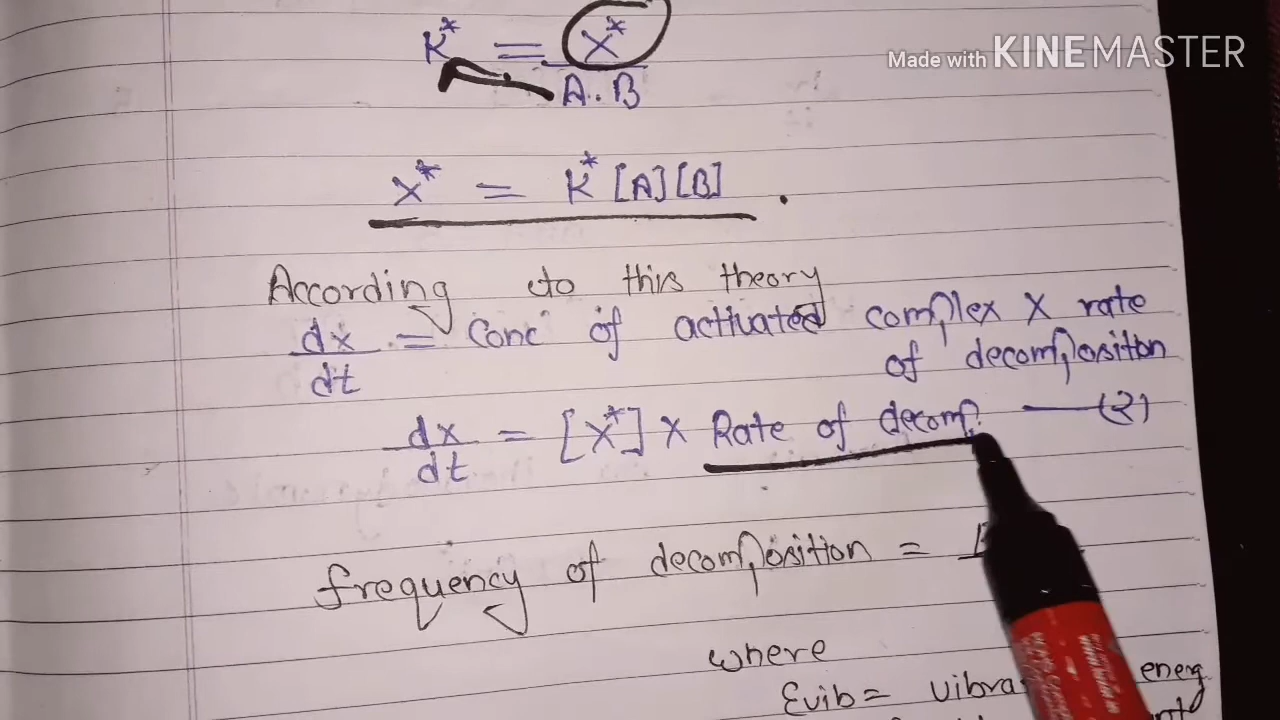 K* = X*
A.B
Made with KINEMASTER
X* = K* [A][B] .
According to this theory
dx/dt = Conc of activated complex X rate
of decomposition
dx/dt = [X*] x Rate of decomp. —(2)
frequency of decomposition =
where
Evib =